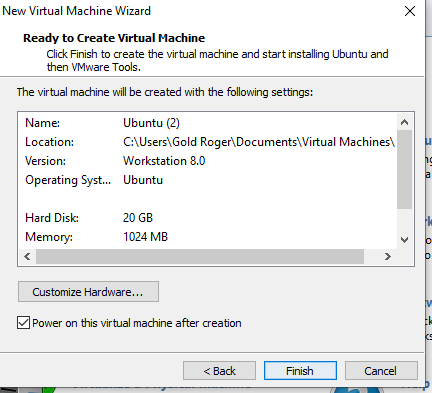 New Virtual Machine Wizard
Ready to Create Virtual Machine
Click Finish to create the virtual machine and start installing Ubuntu and
then VMware Tools.
The virtual machine will be created with the following settings:
Name: Ubuntu (2)
Location: C:\Users\Gold Roger\Documents\Virtual Machines\
Version: Workstation 8.0
Operating Syst... Ubuntu
Hard Disk: 20 GB
Memory: 1024 MB
Customize Hardware...
Power on this virtual machine after creation
< Back Finish Cancel